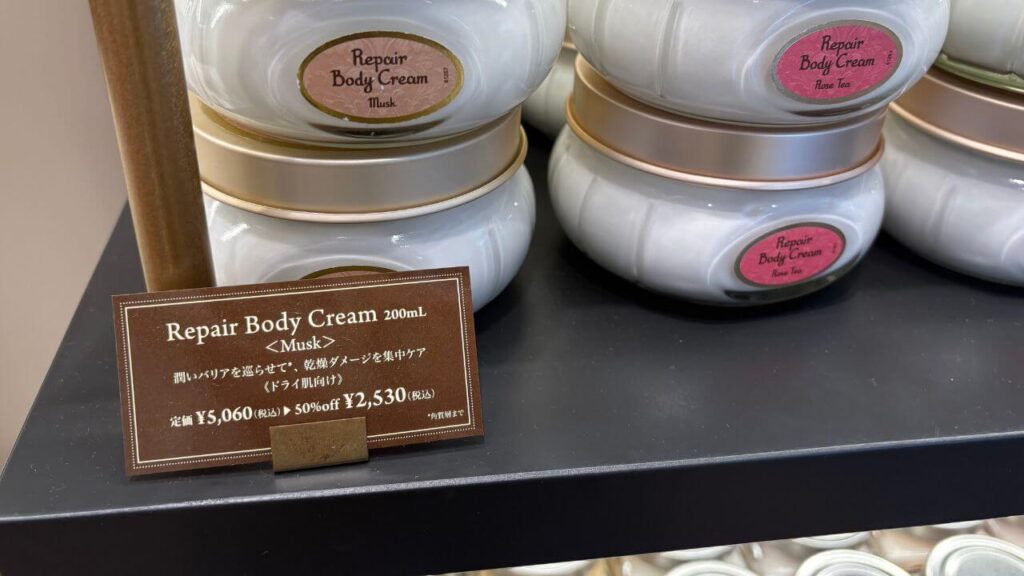 Repair
Body Cream
Musk
Repair
Body Cream
Rose Tea
Repair
Body Cream
Rose Tea
Repair Body Cream 200mL
<Musk>
潤いバリアを巡らせて*、乾燥ダメージを集中ケア
《ドライ肌向け》
定価 ¥5,060(税込)▶50%off ¥2,530(税込)
*角質層まで